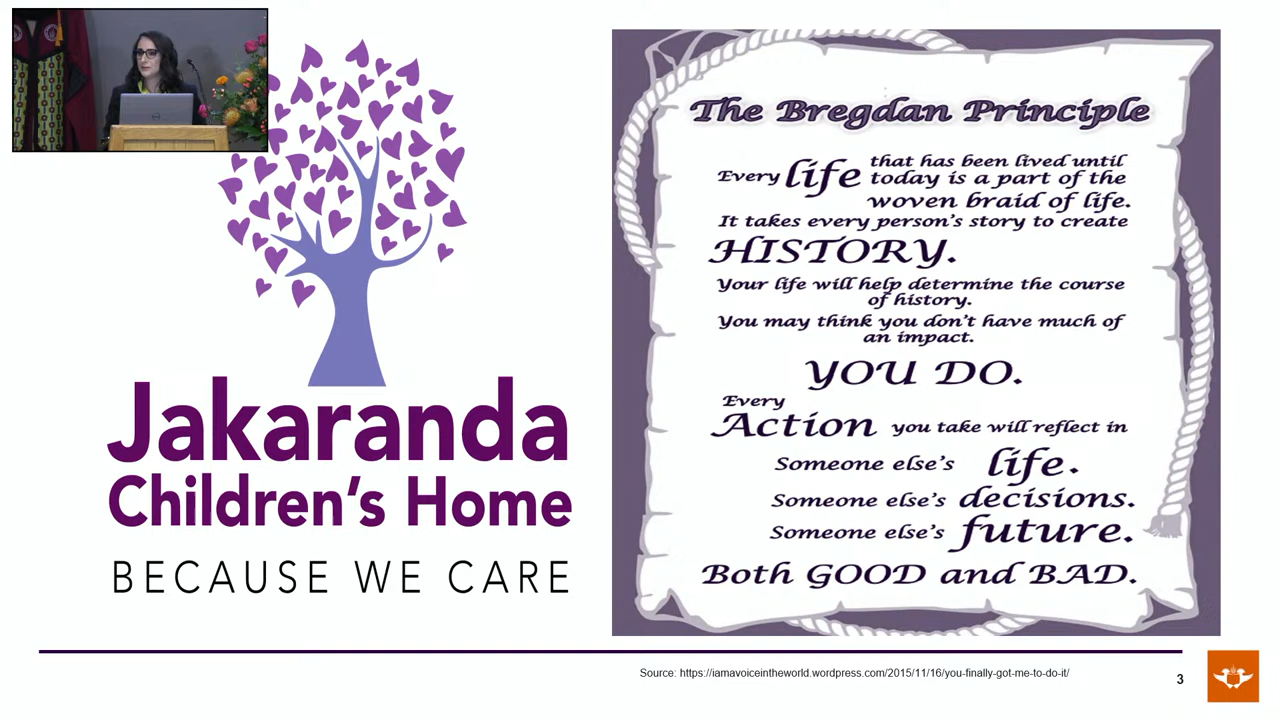 Jakaranda
Children's Home
BECAUSE WE CARE
The Bregdan Principle
Every life that has been lived until
today is a part of the
woven braid of life.
It takes every person's story to create
HISTORY.
Your life will help determine the course
of history.
You may think you don't have much of
an impact.
YOU DO.
Every
Action you take will reflect in
Someone else's life.
Someone else's decisions.
Someone else's future.
Both GOOD and BAD.
Source: https://iamavoiceintheworld.wordpress.com/2015/11/16/you-finally-got-me-to-do-it/
3